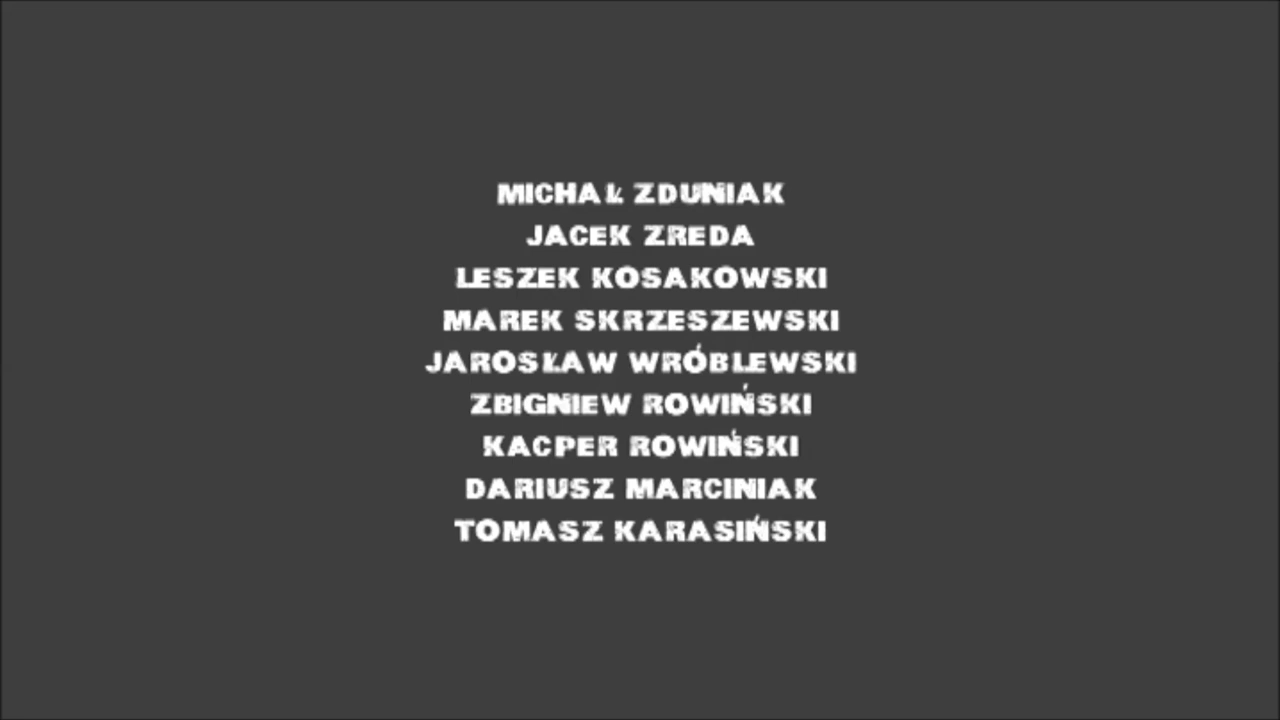 MICHAŁ ZDUNIAK
JACEK ZREDA
LESZEK KOSAKOWSKI
MAREK SKRZESZEWSKI
JAROSŁAW WRÓBLEWSKI
ZBIGNIEW ROWIŃSKI
KACPER ROWIŃSKI
DARIUSZ MARCINIAK
TOMASZ KARASIŃSKI